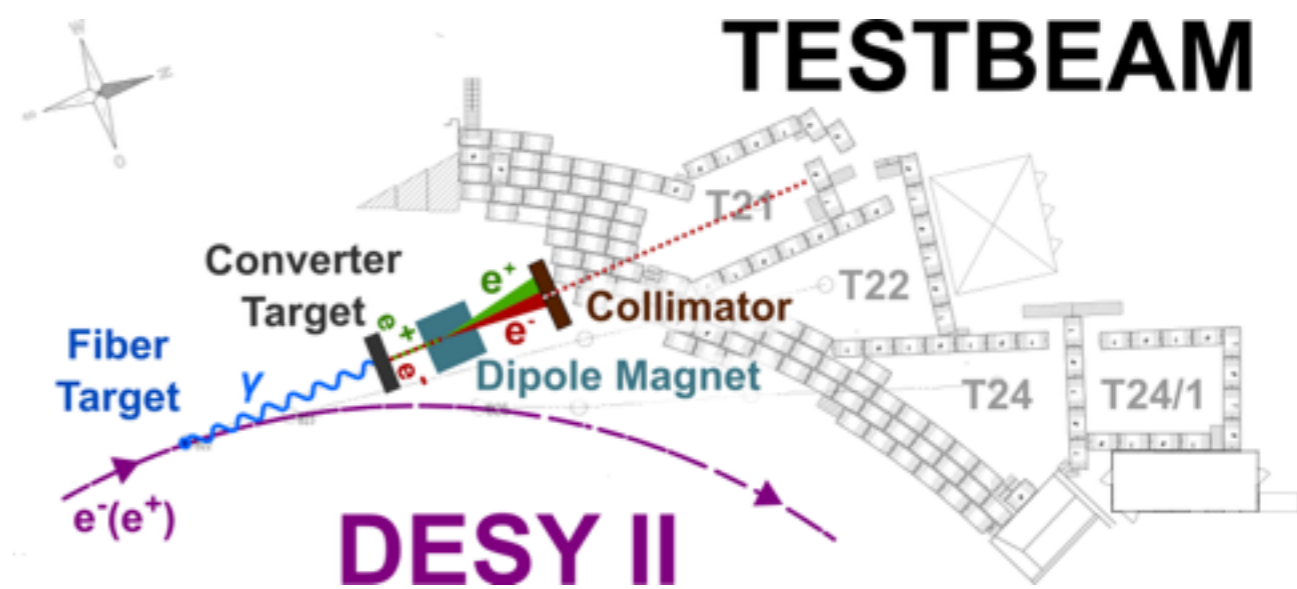 TESTBEAM
W
N
S
O
T21
Converter
Target
e+
Collimator
T22
Fiber
Target
γ
e+
e-
e-
Dipole Magnet
T24
T24/1
e-(e+)
DESY II